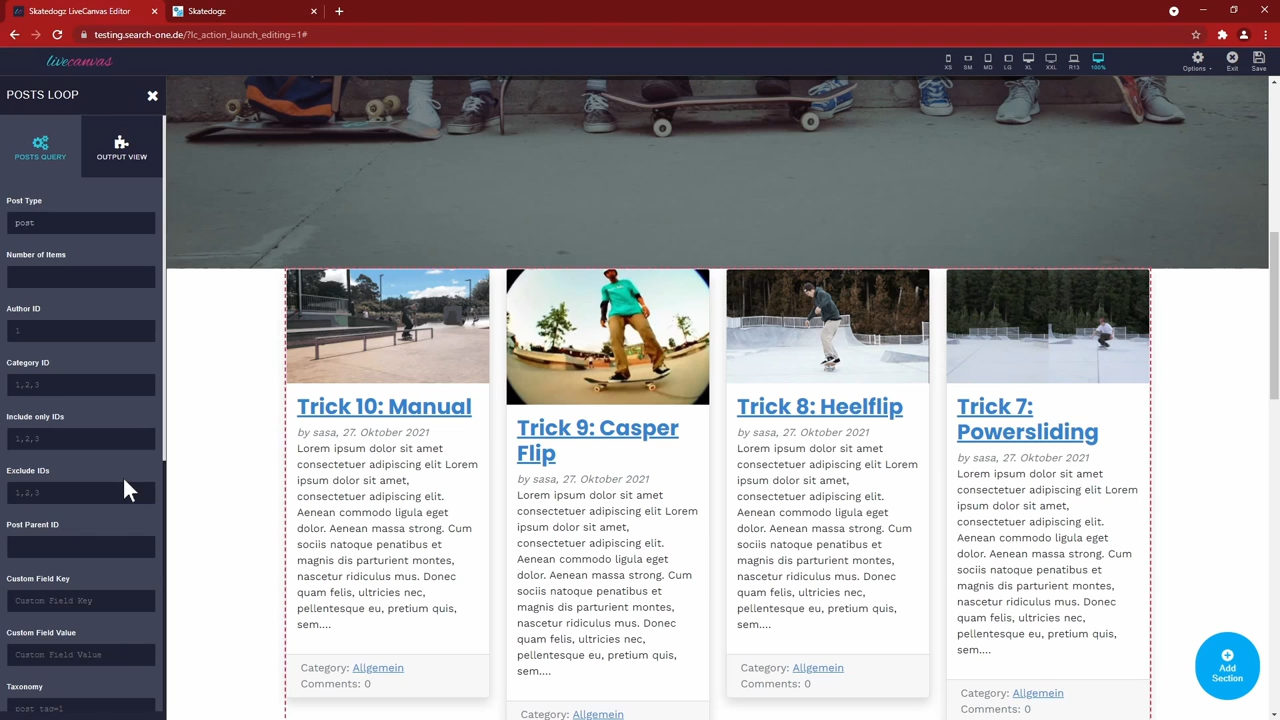 Skatedogz LiveCanvas Editor
Skatedogz
testing.search-one.de/?lc_action_launch_editing=1#
livecanvas
XS
SM
MD
LG
XL
XXL
R13
100%
Options
Exit
Save
POSTS LOOP
POSTS QUERY
OUTPUT VIEW
Post Type
post
Number of Items
Author ID
1
Category ID
1,2,3
Include only IDs
1,2,3
Exclude IDs
1,2,3
Post Parent ID
Custom Field Key
Custom Field Key
Custom Field Value
Custom Field Value
Taxonomy
post_tag=1
Trick 10: Manual
by sasa, 27. Oktober 2021
Lorem ipsum dolor sit amet
consectetuer adipiscing elit Lorem
ipsum dolor sit amet,
consectetuer adipiscing elit.
Aenean commodo ligula eget
dolor. Aenean massa strong. Cum
sociis natoque penatibus et
magnis dis parturient montes,
nascetur ridiculus mus. Donec
quam felis, ultricies nec,
pellentesque eu, pretium quis,
sem....
Category: Allgemein
Comments: 0
Trick 9: Casper
Flip
by sasa, 27. Oktober 2021
Lorem ipsum dolor sit amet
consectetuer adipiscing elit Lorem
ipsum dolor sit amet,
consectetuer adipiscing elit.
Aenean commodo ligula eget
dolor. Aenean massa strong. Cum
sociis natoque penatibus et
magnis dis parturient montes,
nascetur ridiculus mus. Donec
quam felis, ultricies nec,
pellentesque eu, pretium quis,
sem....
Category: Allgemein
Trick 8: Heelflip
by sasa, 27. Oktober 2021
Lorem ipsum dolor sit amet
consectetuer adipiscing elit Lorem
ipsum dolor sit amet,
consectetuer adipiscing elit.
Aenean commodo ligula eget
dolor. Aenean massa strong. Cum
sociis natoque penatibus et
magnis dis parturient montes,
nascetur ridiculus mus. Donec
quam felis, ultricies nec,
pellentesque eu, pretium quis,
sem....
Category: Allgemein
Comments: 0
Trick 7:
Powersliding
by sasa, 27. Oktober 2021
Lorem ipsum dolor sit amet
consectetuer adipiscing elit Lorem
ipsum dolor sit amet,
consectetuer adipiscing elit.
Aenean commodo ligula eget
dolor. Aenean massa strong. Cum
sociis natoque penatibus et
magnis dis parturient montes,
nascetur ridiculus mus. Donec
quam felis, ultricies nec,
pellentesque eu, pretium quis,
sem....
Category: Allgemein
Comments: 0
Add
Section